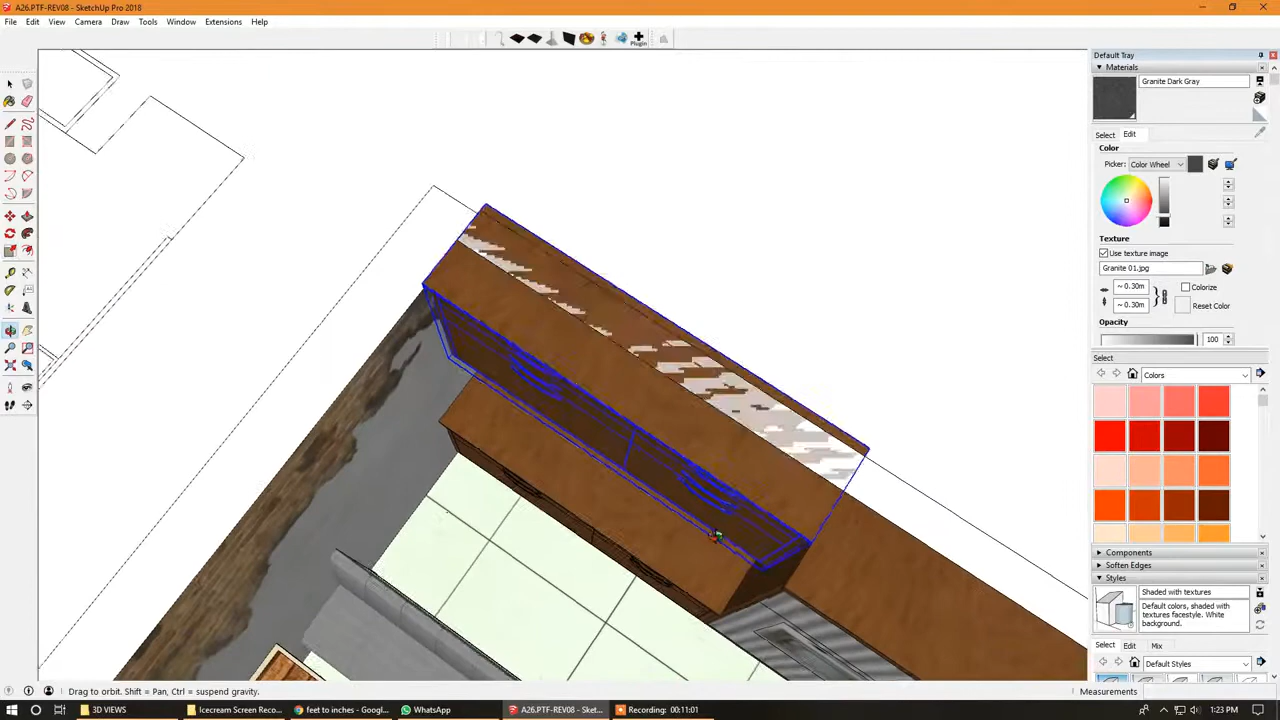 A26.PTF-REV08 - SketchUp Pro 2018
File Edit View Camera Draw Tools Window Extensions Help
Plugin
Default Tray
Materials
Granite Dark Gray
Select Edit
Color
Picker: Color Wheel
Texture
Use texture image
Granite 01.jpg
~ 0.30m
Colorize
~ 0.30m
Reset Color
Opacity
100
Select
Colors
Components
Soften Edges
Styles
Shaded with textures
Default colors, shaded with
textures facestyle. White
background.
Select Edit Mix
Default Styles
Drag to orbit. Shift = Pan, Ctrl = suspend gravity.
Measurements
3D VIEWS
Icecream Screen Reco...
feet to inches - Googl...
WhatsApp
A26.PTF-REV08 - Sket...
Recording: 00:11:01
1:23 PM